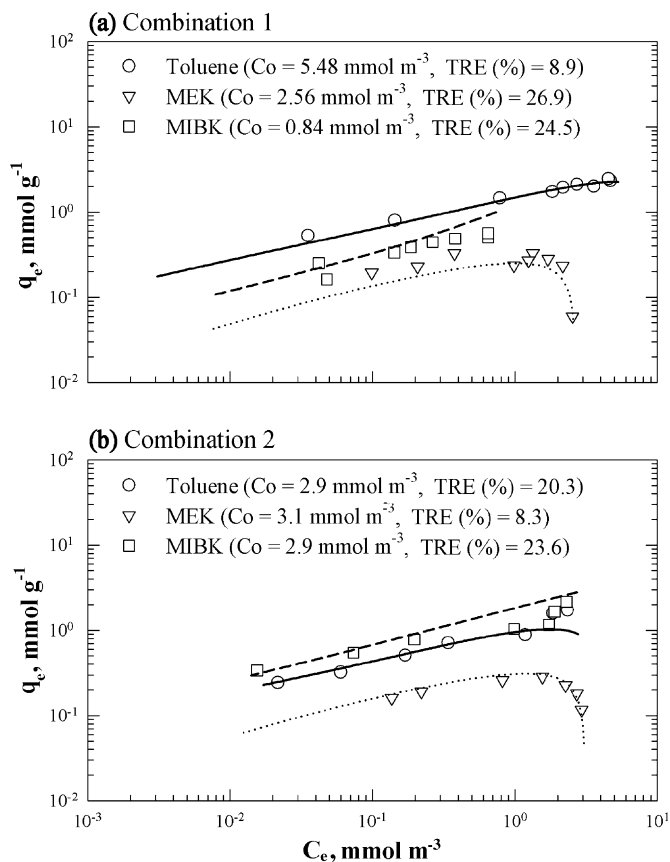 (a) Combination 1
10²
10¹
10⁰
10⁻¹
10⁻²
qₑ, mmol g⁻¹
Toluene (Co = 5.48 mmol m⁻³, TRE (%) = 8.9)
MEK (Co = 2.56 mmol m⁻³, TRE (%) = 26.9)
MIBK (Co = 0.84 mmol m⁻³, TRE (%) = 24.5)
(b) Combination 2
10²
10¹
10⁰
10⁻¹
10⁻²
qₑ, mmol g⁻¹
Toluene (Co = 2.9 mmol m⁻³, TRE (%) = 20.3)
MEK (Co = 3.1 mmol m⁻³, TRE (%) = 8.3)
MIBK (Co = 2.9 mmol m⁻³, TRE (%) = 23.6)
10⁻³ 10⁻² 10⁻¹ 10⁰ 10¹
Cₑ, mmol m⁻³